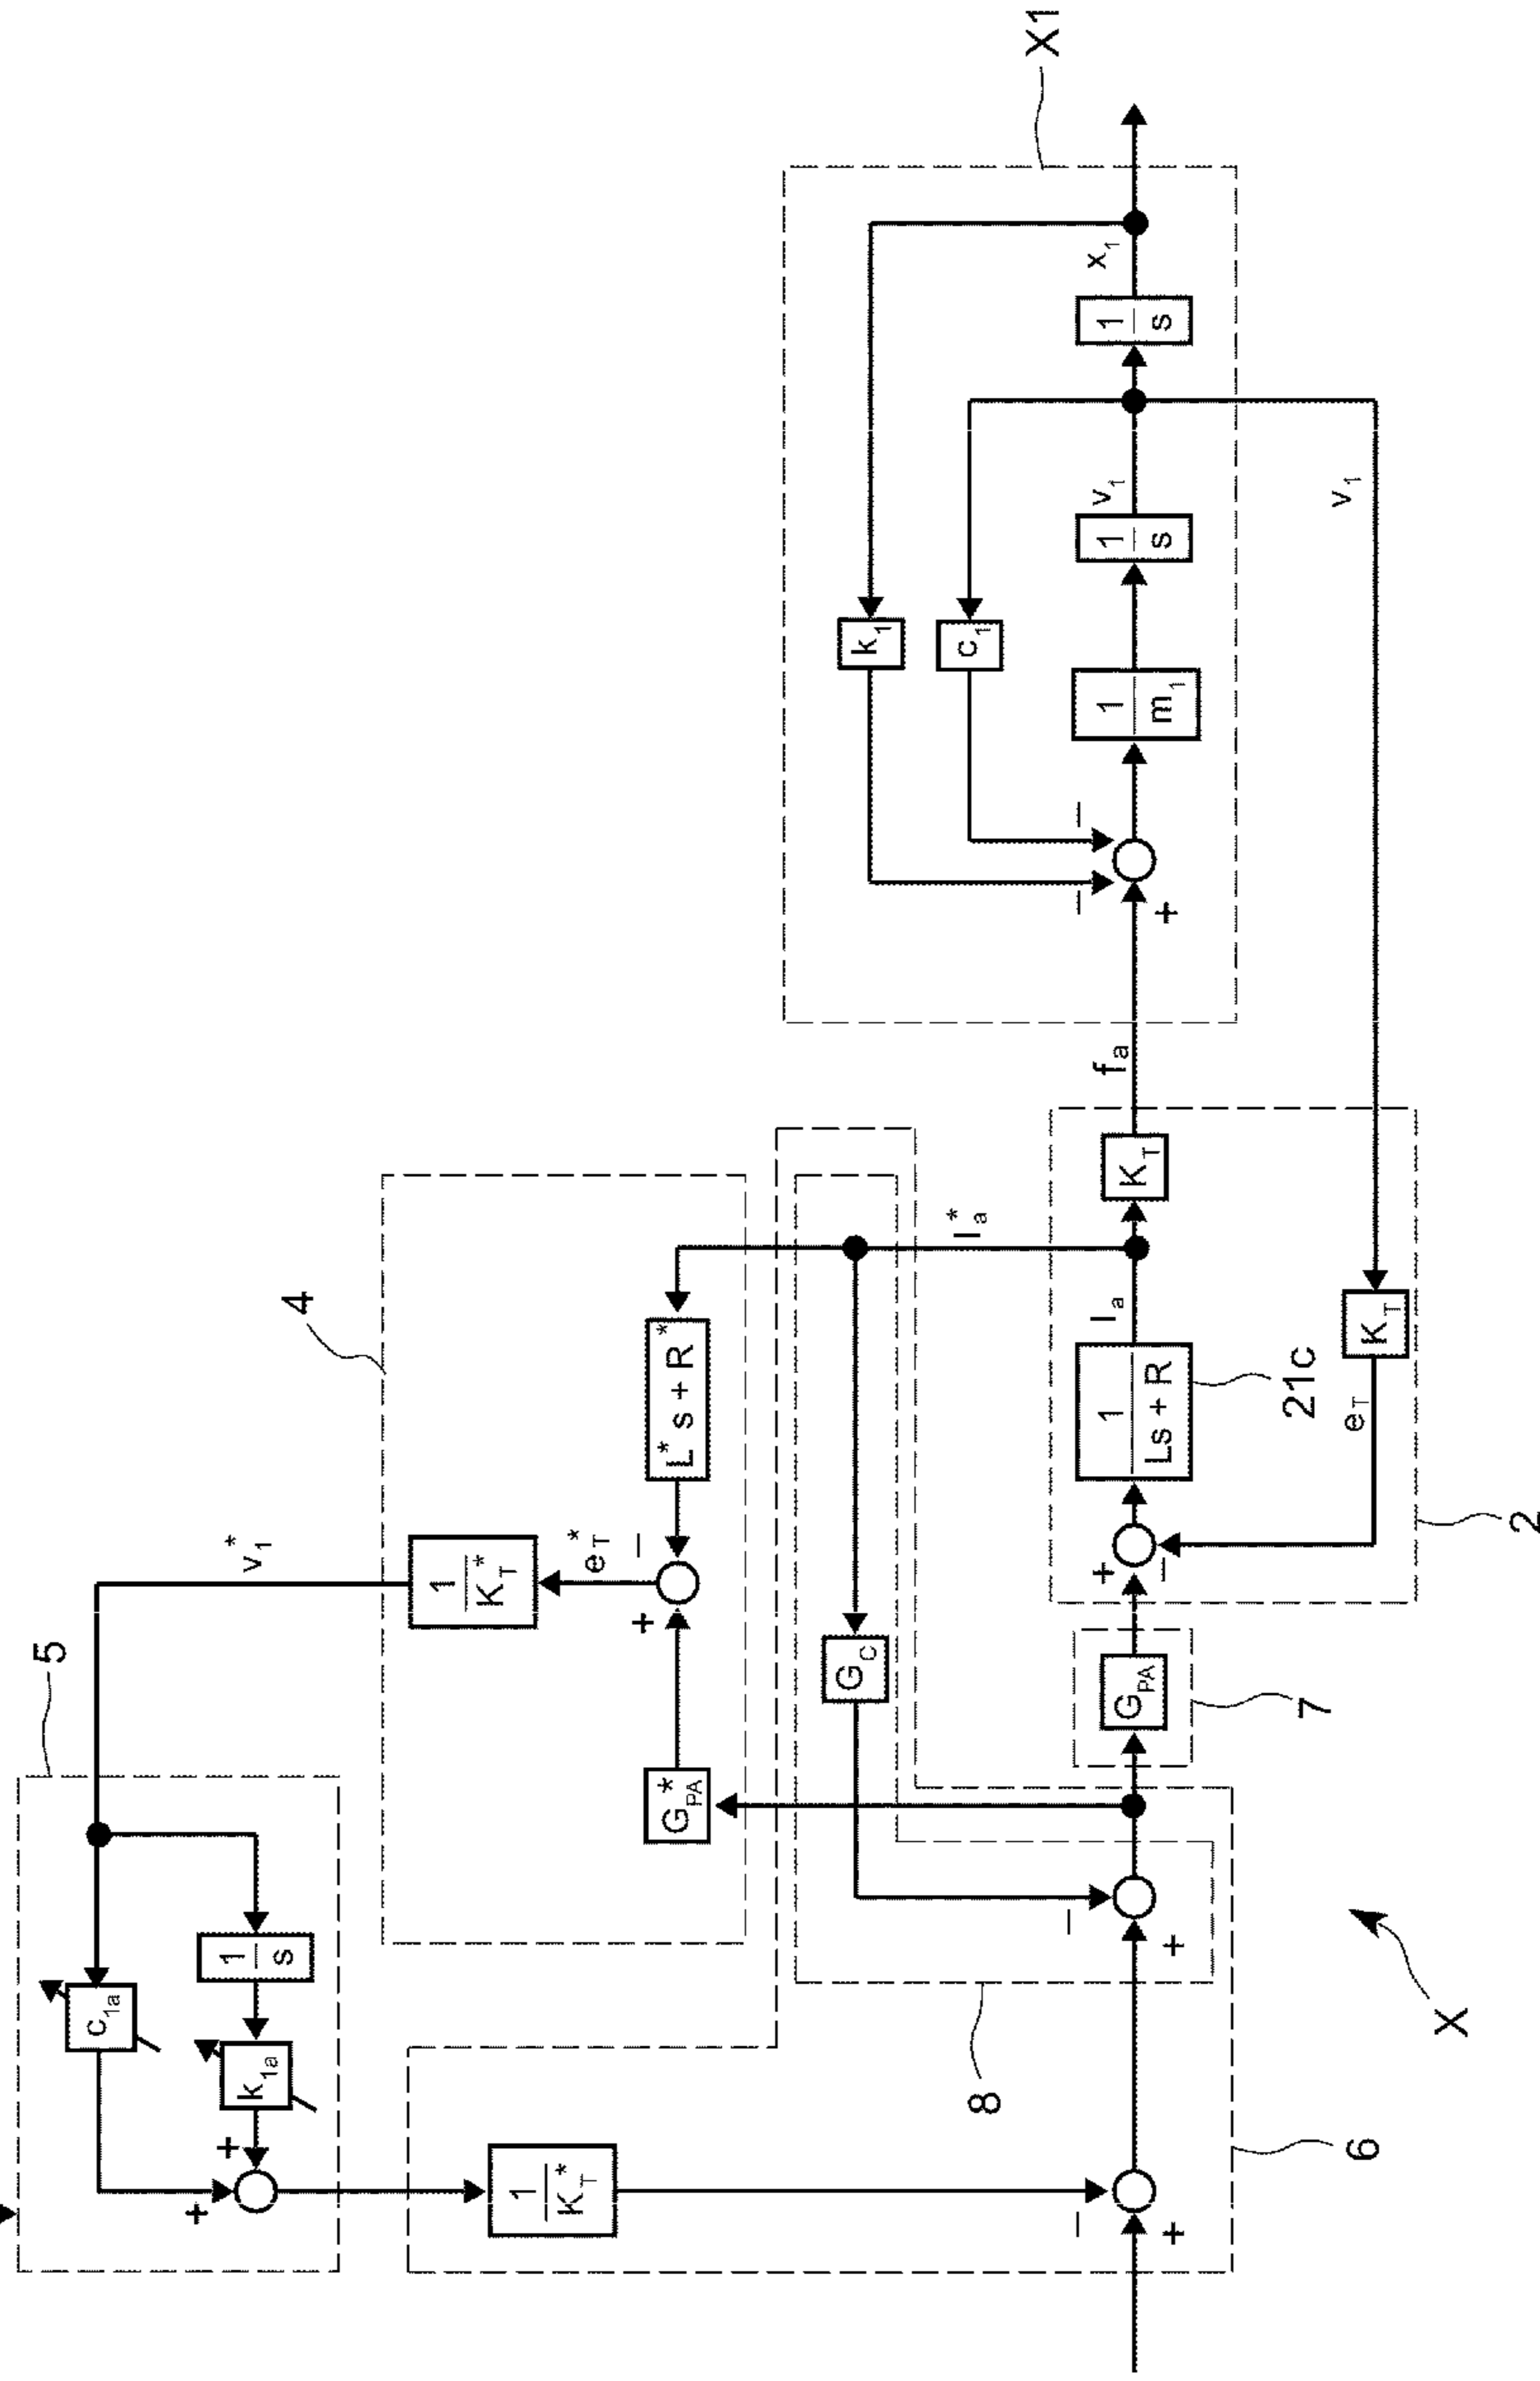 5
c1a
1
s
k1a
+
+
v1*
4
1
KT*
eT*
−
+
GPA*
L* s + R*
1
KT*
−
+
8
6
GC
−
+
Ia*
7
GPA
+
−
1
Ls + R
21c
Ia
KT
KT
eT
2
fa
X1
k1
c1
−
−
+
1
m1
1
s
v1
1
s
x1
v1
X